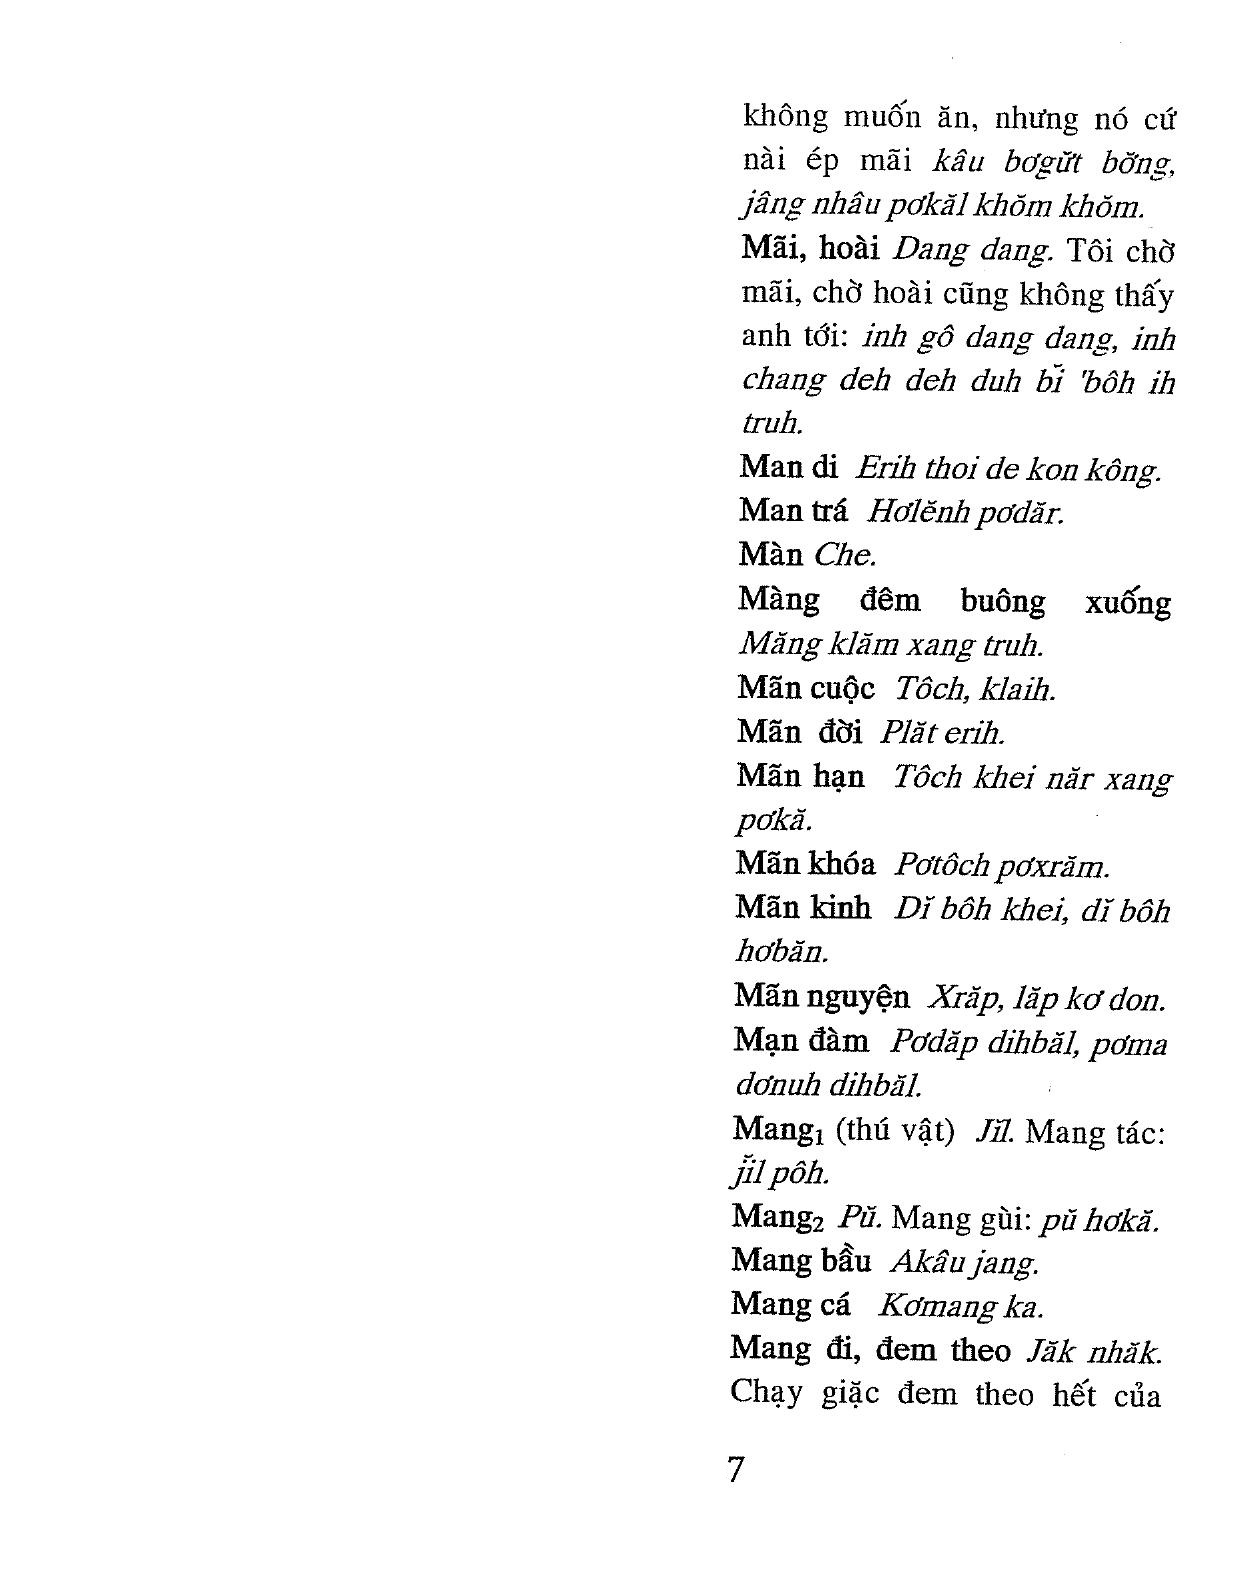 không muốn ăn, nhưng nó cứ
nài ép mãi kâu bơgưt bơ̆ng,
jâng nhâu pơkăl khŏm khŏm.
Mãi, hoài Dang dang. Tôi chờ
mãi, chờ hoài cũng không thấy
anh tới: inh gô dang dang, inh
chang deh deh duh bĭ 'bôh ih
truh.
Man di Erih thoi de kon kông.
Man trá Hơlĕnh pơdăr.
Màn Che.
Màng đêm buông xuống
Măng klăm xang truh.
Mãn cuộc Tôch, klaih.
Mãn đời Plăt erih.
Mãn hạn Tôch khei năr xang
pơkă.
Mãn khóa Pơtôch pơxrăm.
Mãn kinh Dĭ bôh khei, dĭ bôh
hơbăn.
Mãn nguyện Xrăp, lăp kơ don.
Mạn đàm Pơdăp dihbăl, pơma
dơnuh dihbăl.
Mang₁ (thú vật) Jĭl. Mang tác:
jĭl pôh.
Mang₂ Pŭ. Mang gùi: pŭ hơkă.
Mang bầu Akâu jang.
Mang cá Kơmang ka.
Mang đi, đem theo Jăk nhăk.
Chạy giặc đem theo hết của
7